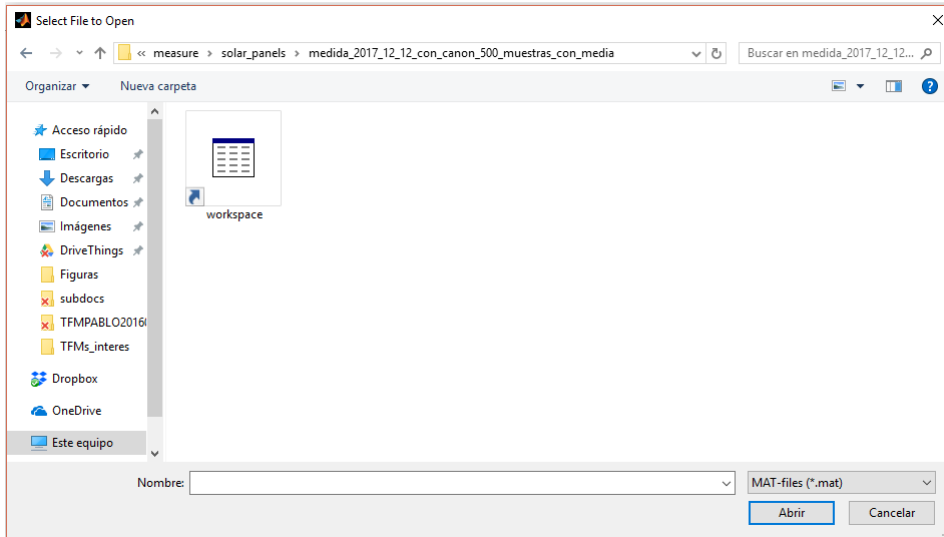 Select File to Open
« measure > solar_panels > medida_2017_12_12_con_canon_500_muestras_con_media
Buscar en medida_2017_12_12...
Organizar
Nueva carpeta
Acceso rápido
Escritorio
Descargas
Documentos
Imágenes
DriveThings
Figuras
subdocs
TFMPABLO20160
TFMs_interes
Dropbox
OneDrive
Este equipo
workspace
Nombre:
MAT-files (*.mat)
Abrir
Cancelar